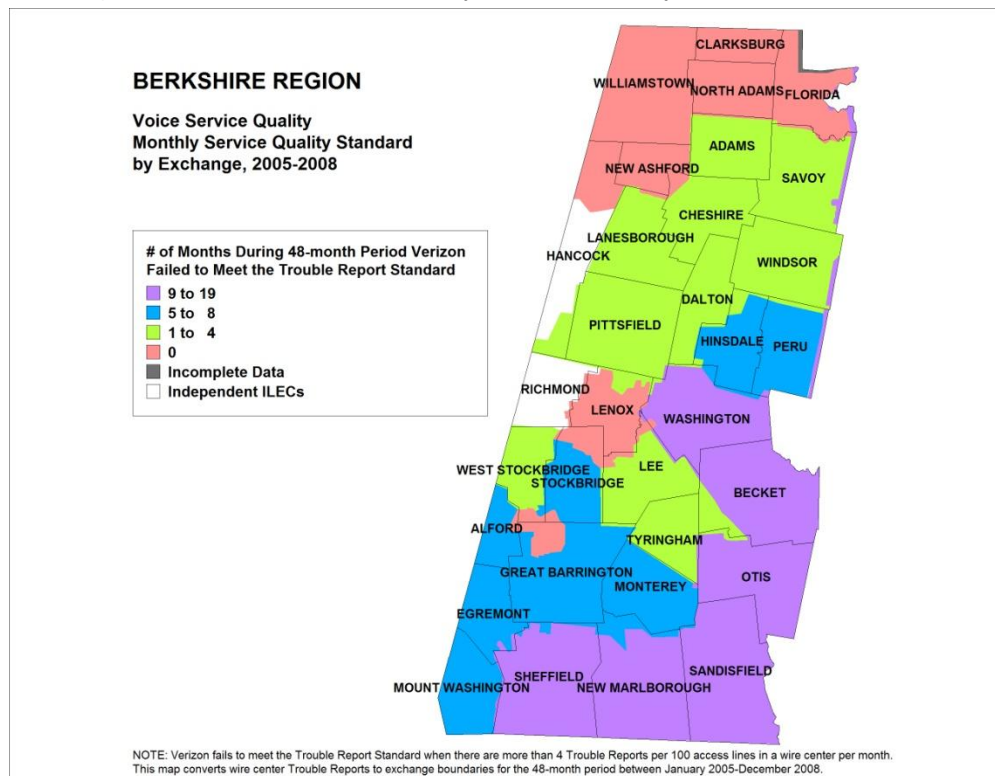 BERKSHIRE REGION
Voice Service Quality
Monthly Service Quality Standard
by Exchange, 2005-2008
# of Months During 48-month Period Verizon
Failed to Meet the Trouble Report Standard
9 to 19
5 to 8
1 to 4
0
Incomplete Data
Independent ILECs
CLARKSBURG
WILLIAMSTOWN
NORTH ADAMS
FLORIDA
ADAMS
NEW ASHFORD
SAVOY
CHESHIRE
LANESBOROUGH
HANCOCK
WINDSOR
DALTON
PITTSFIELD
HINSDALE
PERU
RICHMOND
LENOX
WASHINGTON
WEST STOCKBRIDGE
LEE
STOCKBRIDGE
BECKET
ALFORD
TYRINGHAM
GREAT BARRINGTON
OTIS
MONTEREY
EGREMONT
SANDISFIELD
SHEFFIELD
MOUNT WASHINGTON
NEW MARLBOROUGH
NOTE: Verizon fails to meet the Trouble Report Standard when there are more than 4 Trouble Reports per 100 access lines in a wire center per month.
This map converts wire center Trouble Reports to exchange boundaries for the 48-month period between January 2005-December 2008.